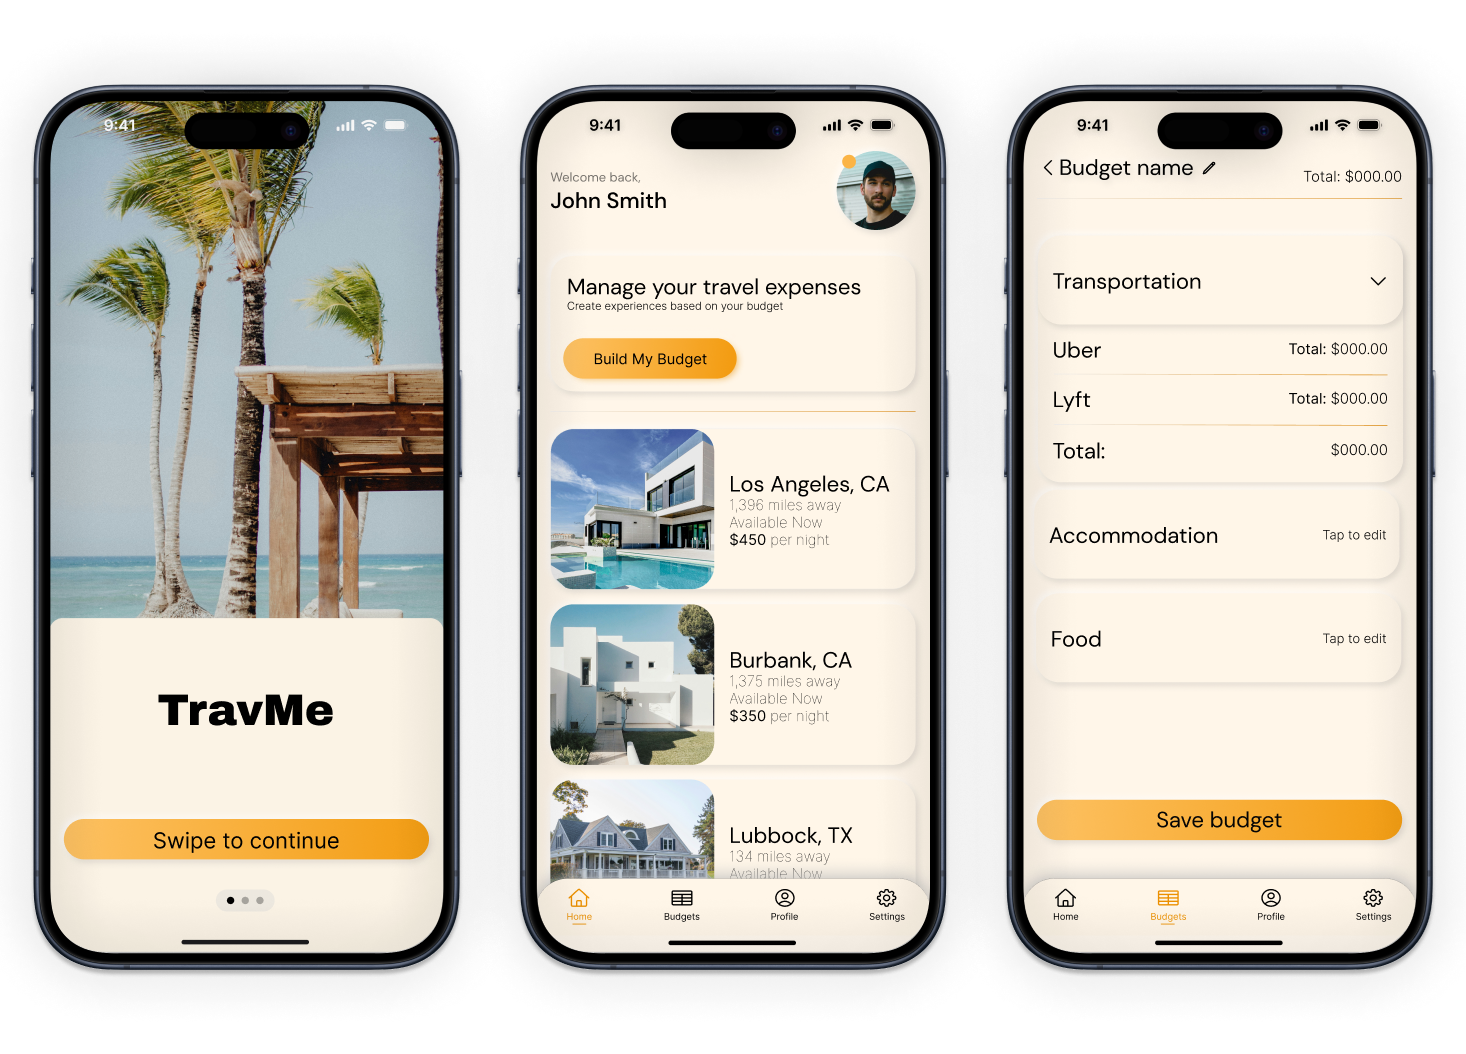 9:41
TravMe
Swipe to continue
9:41
Welcome back,
John Smith
Manage your travel expenses
Create experiences based on your budget
Build My Budget
Los Angeles, CA
1,396 miles away
Available Now
$450 per night
Burbank, CA
1,375 miles away
Available Now
$350 per night
Lubbock, TX
134 miles away
Available Now
Home Budgets Profile Settings
9:41
Budget name
Total: $000.00
Transportation
Uber Total: $000.00
Lyft Total: $000.00
Total: $000.00
Accommodation Tap to edit
Food Tap to edit
Save budget
Home Budgets Profile Settings